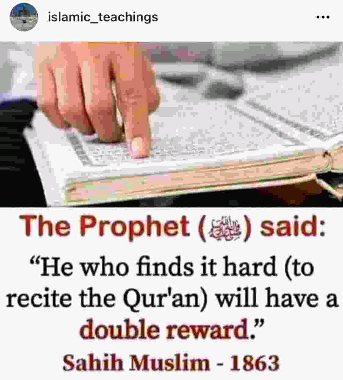 islamic_teachings
The Prophet (ﷺ) said:
“He who finds it hard (to
recite the Qur'an) will have a
double reward.”
Sahih Muslim - 1863